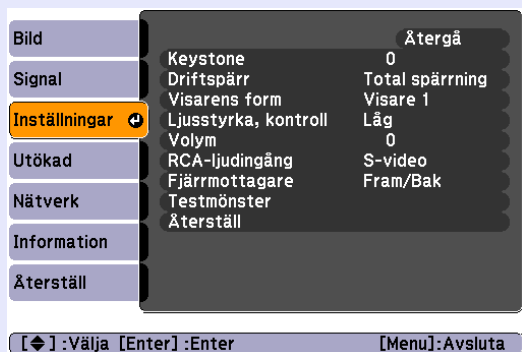 Bild
Signal
Inställningar
Utökad
Nätverk
Information
Återställ
Återgå
Keystone 0
Driftspärr Total spärrning
Visarens form Visare 1
Ljusstyrka, kontroll Låg
Volym 0
RCA-ljudingång S-video
Fjärrmottagare Fram/Bak
Testmönster
Återställ
[◆] :Välja [Enter] :Enter [Menu]:Avsluta